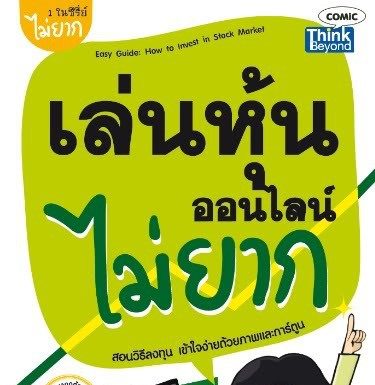 1 ในซีรี่ย์
ไม่ยาก
COMIC
Think
Beyond
Easy Guide: How to Invest in Stock Market
เล่นหุ้น
ออนไลน์
ไม่ยาก
สอนวิธีลงทุน เข้าใจง่ายด้วยภาพและการ์ตูน